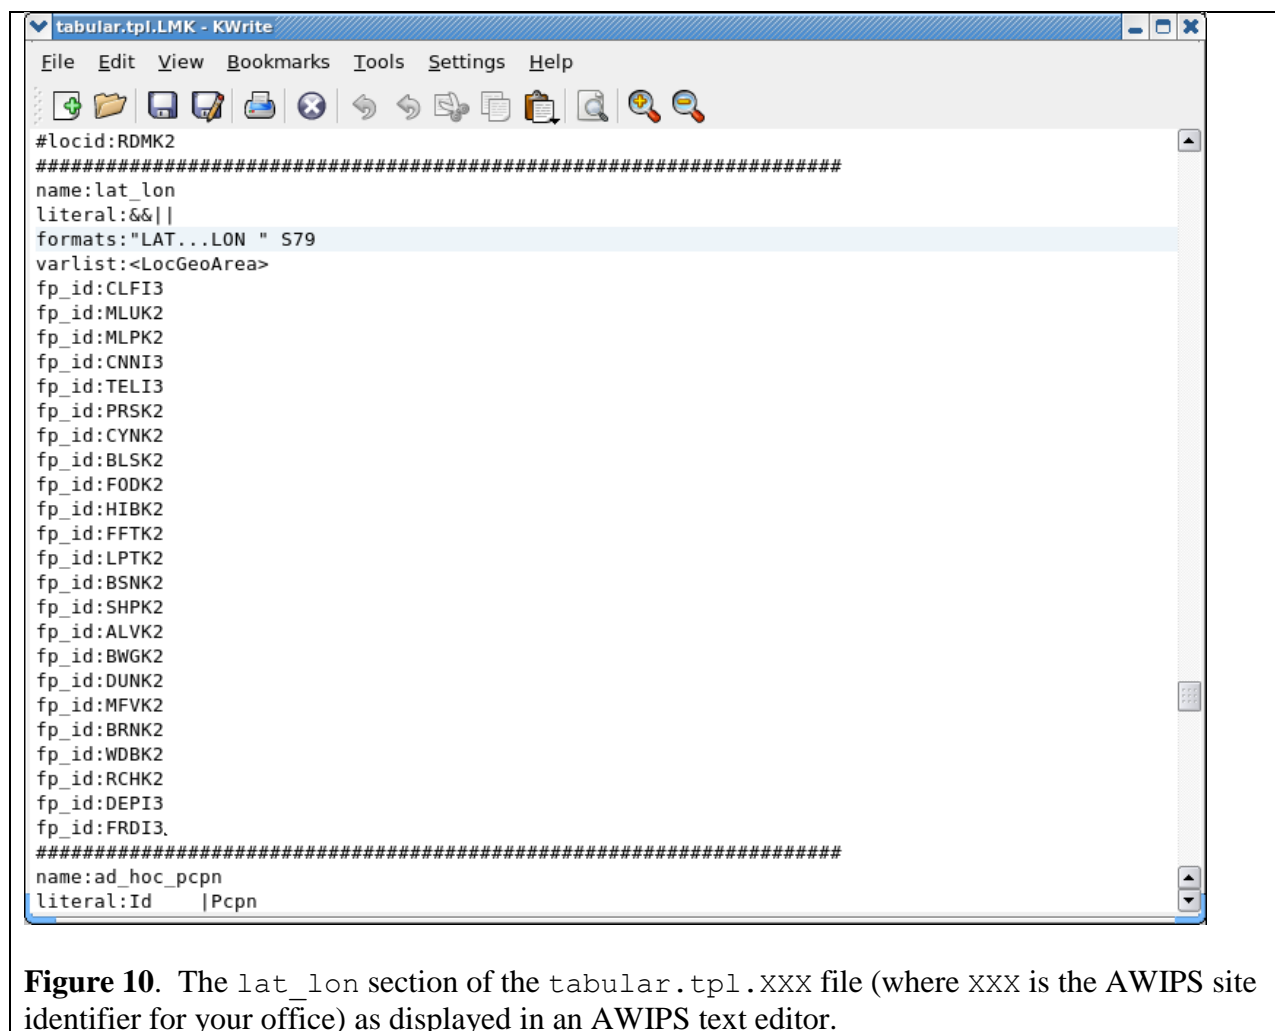 tabular.tpl.LMK - KWrite
File Edit View Bookmarks Tools Settings Help
#locid:RDMK2
#####################################################################
name:lat_lon
literal:&&||
formats:"LAT...LON " S79
varlist:<LocGeoArea>
fp_id:CLFI3
fp_id:MLUK2
fp_id:MLPK2
fp_id:CNNI3
fp_id:TELI3
fp_id:PRSK2
fp_id:CYNK2
fp_id:BLSK2
fp_id:FODK2
fp_id:HIBK2
fp_id:FFTK2
fp_id:LPTK2
fp_id:BSNK2
fp_id:SHPK2
fp_id:ALVK2
fp_id:BWGK2
fp_id:DUNK2
fp_id:MFVK2
fp_id:BRNK2
fp_id:WDBK2
fp_id:RCHK2
fp_id:DEPI3
fp_id:FRDI3
#####################################################################
name:ad_hoc_pcpn
literal:Id    |Pcpn
Figure 10. The lat_lon section of the tabular.tpl.XXX file (where XXX is the AWIPS site
identifier for your office) as displayed in an AWIPS text editor.